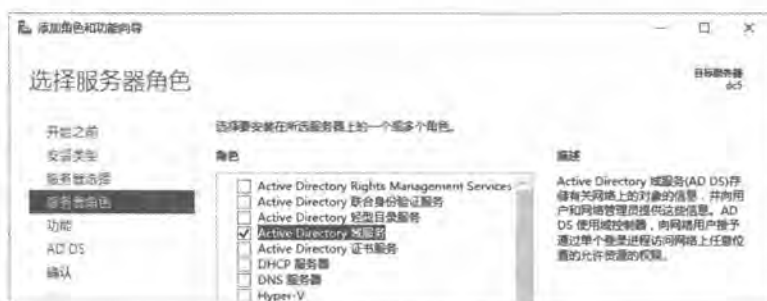 添加角色和功能向导
选择服务器角色
目标服务器
dc5
开始之前
安装类型
服务器选择
服务器角色
功能
AD DS
确认
选择要安装在所选服务器上的一个或多个角色。
角色
Active Directory Rights Management Services
Active Directory 联合身份验证服务
Active Directory 轻型目录服务
Active Directory 域服务
Active Directory 证书服务
DHCP 服务器
DNS 服务器
Hyper-V
描述
Active Directory 域服务(AD DS)存
储有关网络上的对象的信息，并向用
户和网络管理员提供这些信息。AD
DS 使用域控制器，向网络用户授予
通过单个登录进程访问网络上任意位
置的允许资源的权限。